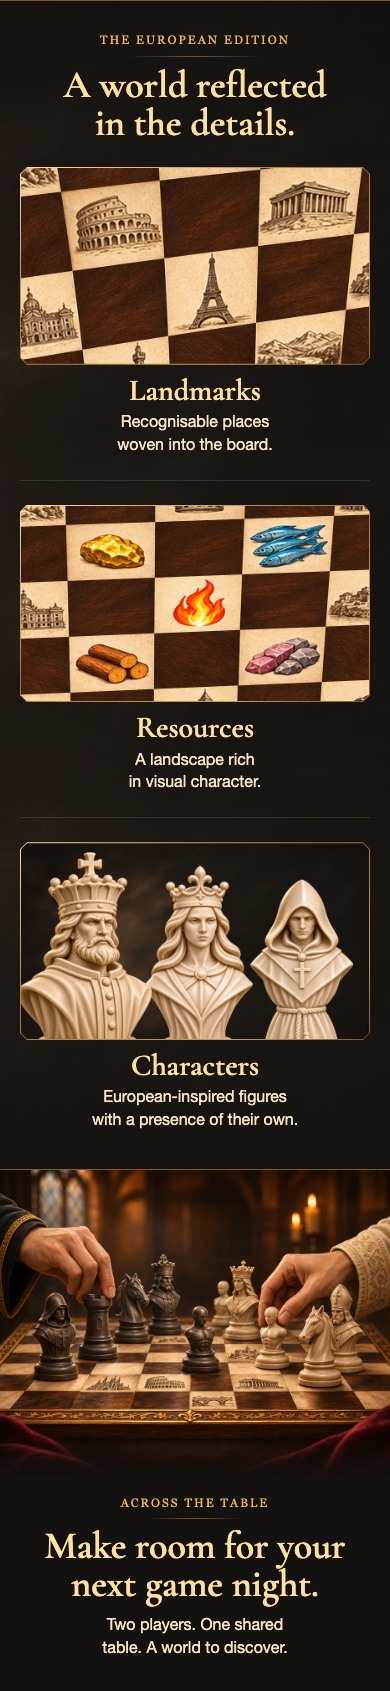 THE EUROPEAN EDITION
A world reflected
in the details.
Landmarks
Recognisable places
woven into the board.
Resources
A landscape rich
in visual character.
Characters
European-inspired figures
with a presence of their own.
ACROSS THE TABLE
Make room for your
next game night.
Two players. One shared
table. A world to discover.